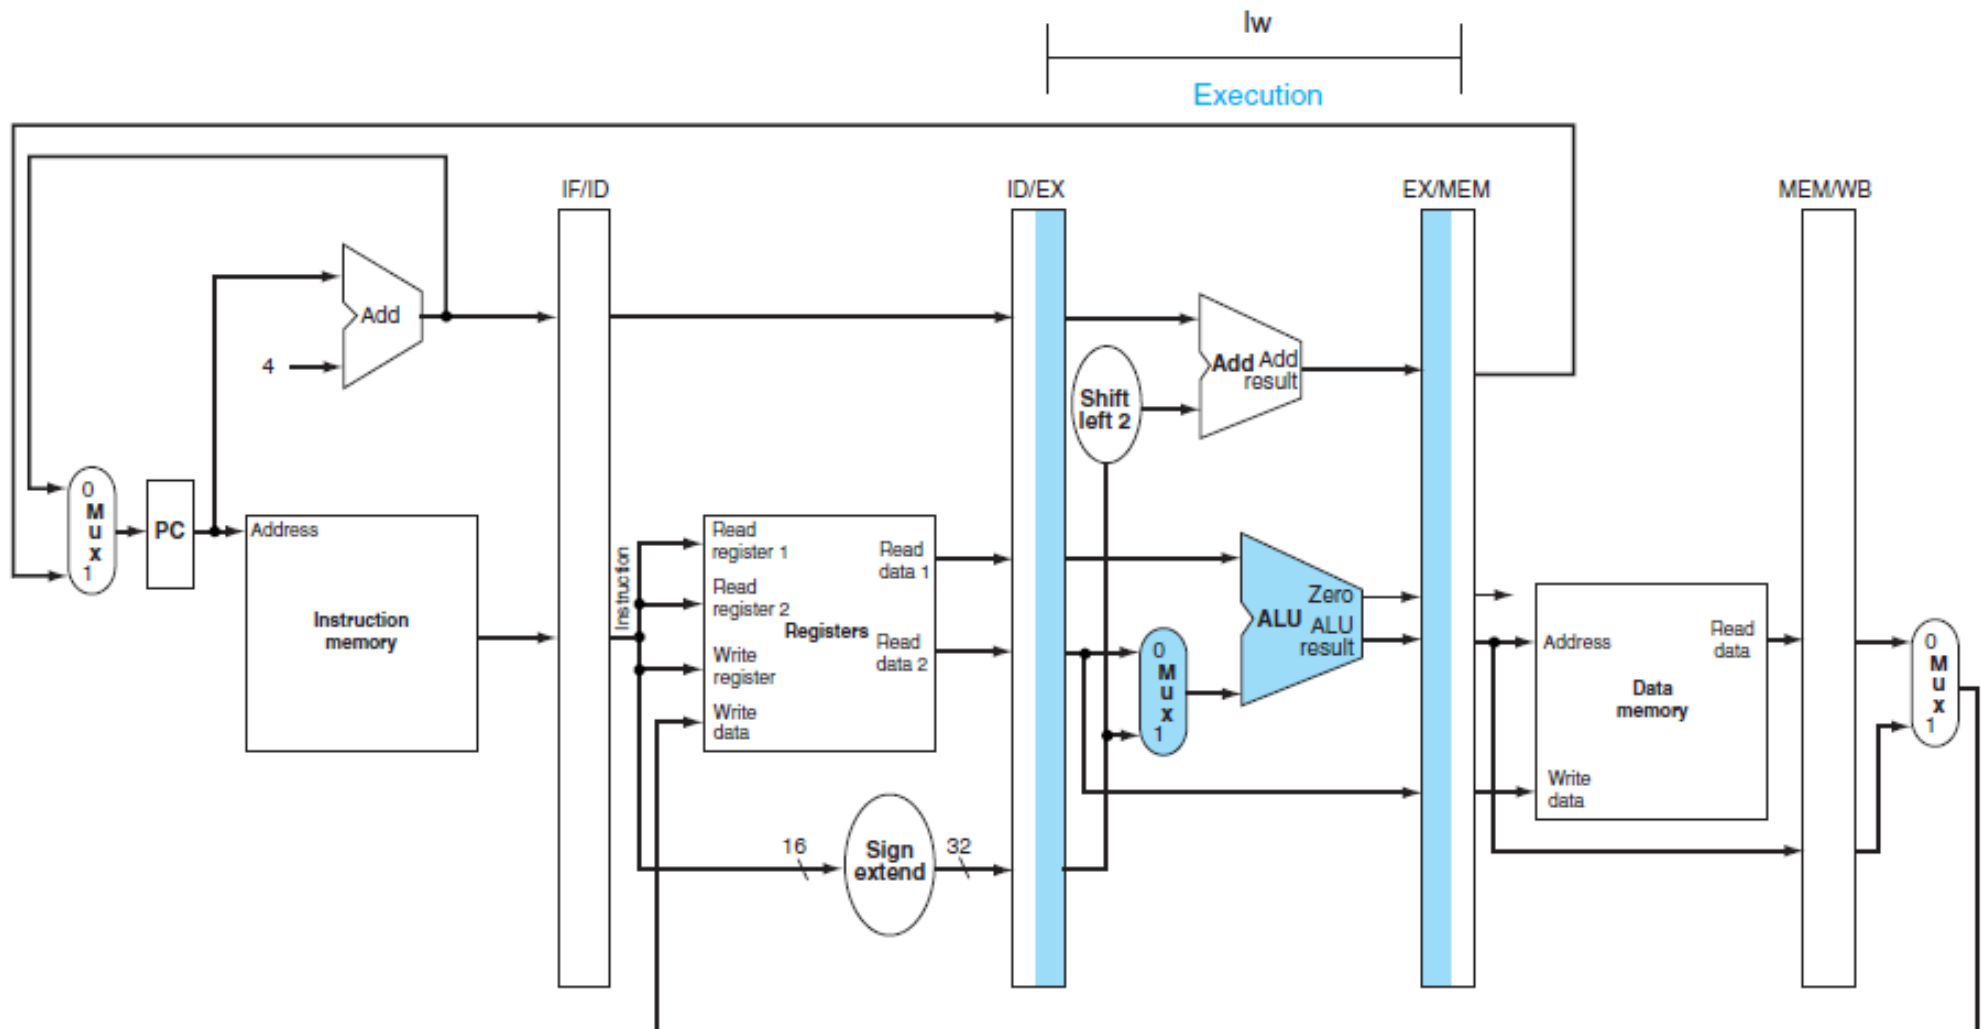 lw
Execution
IF/ID
ID/EX
EX/MEM
MEM/WB
Add
4
Add Add
result
Shift
left 2
0
M
u
x
1
PC
Address
Instruction
memory
Instruction
Read
register 1
Read
register 2
Write
register
Write
data
Registers
Read
data 1
Read
data 2
0
M
u
x
1
Zero
ALU ALU
result
Address
Read
data
Data
memory
Write
data
0
M
u
x
1
16
Sign
extend
32